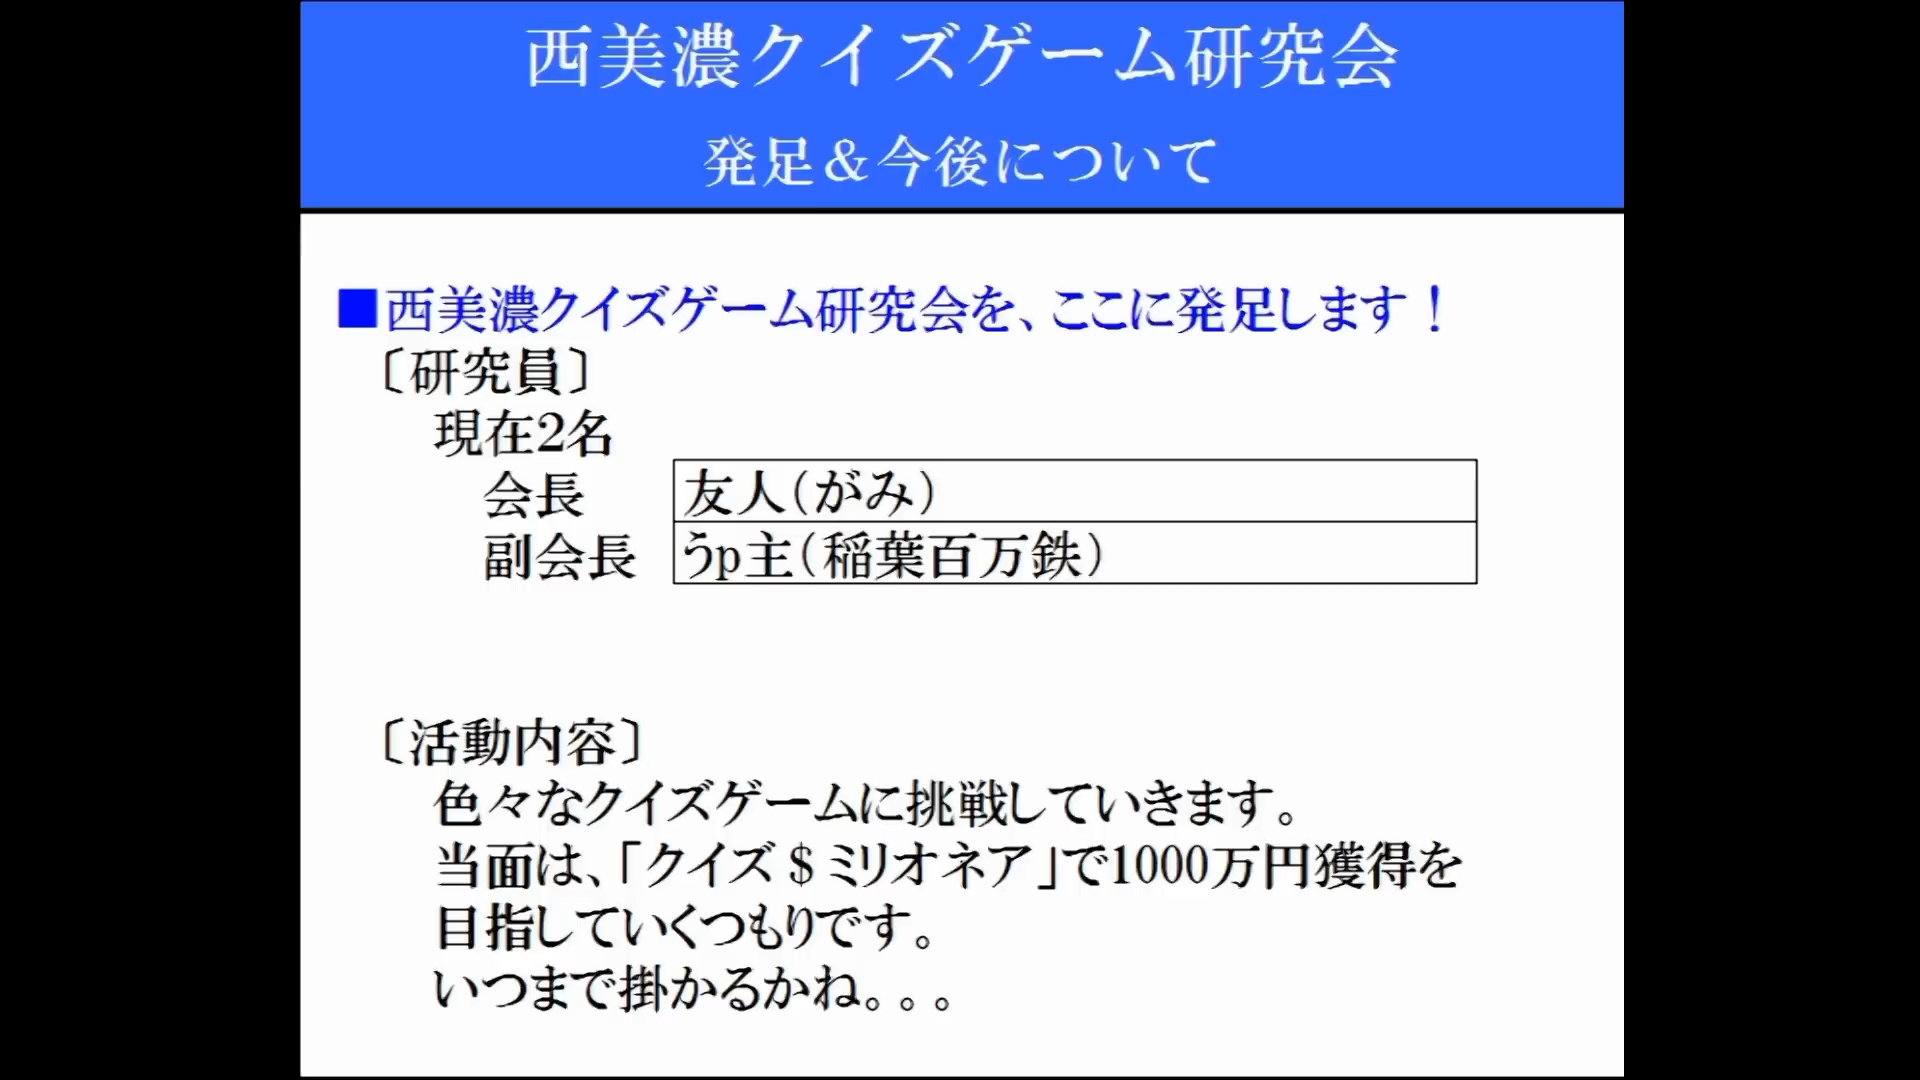 西美濃クイズゲーム研究会
発足＆今後について
■西美濃クイズゲーム研究会を、ここに発足します！
〔研究員〕
現在2名
会長 友人（がみ）
副会長 うp主（稲葉百万鉄）
〔活動内容〕
色々なクイズゲームに挑戦していきます。
当面は、「クイズ＄ミリオネア」で1000万円獲得を
目指していくつもりです。
いつまで掛かるかね。。。